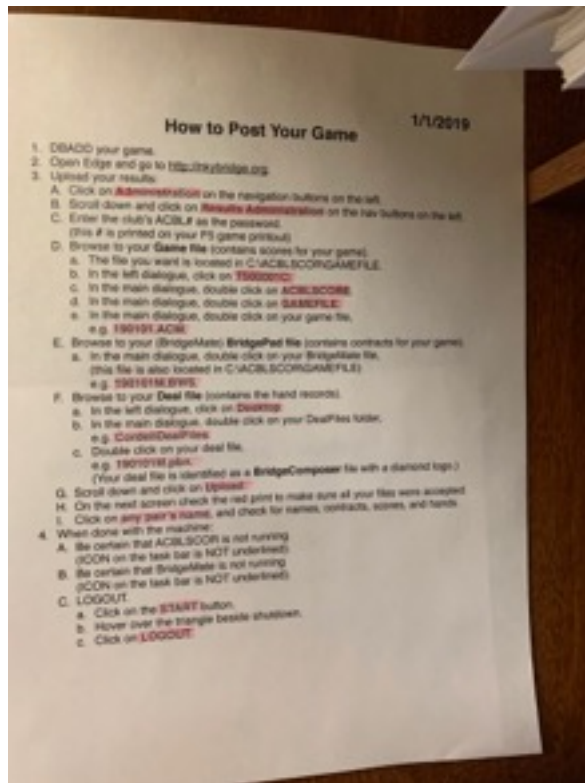 1/1/2019
How to Post Your Game
1. DBADD your game.
2. Open Edge and go to http://nkybridge.org.
3. Upload your results:
A. Click on Administration on the navigation buttons on the left.
B. Scroll down and click on Results Administration on the nav buttons on the left.
C. Enter the club's ACBL# as the password.
(this # is printed on your F5 game printout)
D. Browse to your Game file (contains scores for your game).
a. The file you want is located in C:\ACBLSCOR\GAMEFILE.
b. In the left dialogue, click on
c. In the main dialogue, double click on ACBLSCORE
d. In the main dialogue, double click on GAMEFILE
e. In the main dialogue, double click on your game file,
e.g. 190101.ACM
E. Browse to your (BridgeMate) BridgePad file (contains contracts for your game)
a. In the main dialogue, double click on your BridgeMate file,
(this file is also located in C:\ACBLSCOR\GAMEFILE)
e.g. 190101M.BWS
F. Browse to your Deal file (contains the hand records).
a. In the left dialogue, click on Desktop
b. In the main dialogue, double click on your DealFiles folder,
e.g. CordellDealFiles
c. Double click on your deal file,
e.g. 190101M.pbn
(Your deal file is identified as a BridgeComposer file with a diamond logo.)
G. Scroll down and click on Upload.
H. On the next screen check the red print to make sure all your files were accepted
I. Click on any pair's name, and check for names, contracts, scores, and hands.
4. When done with the machine:
A. Be certain that ACBLSCOR is not running
(ICON on the task bar is NOT underlined)
B. Be certain that BridgeMate is not running
(ICON on the task bar is NOT underlined)
C. LOGOUT.
a. Click on the START button.
b. Hover over the triangle beside shutdown.
c. Click on LOGOUT